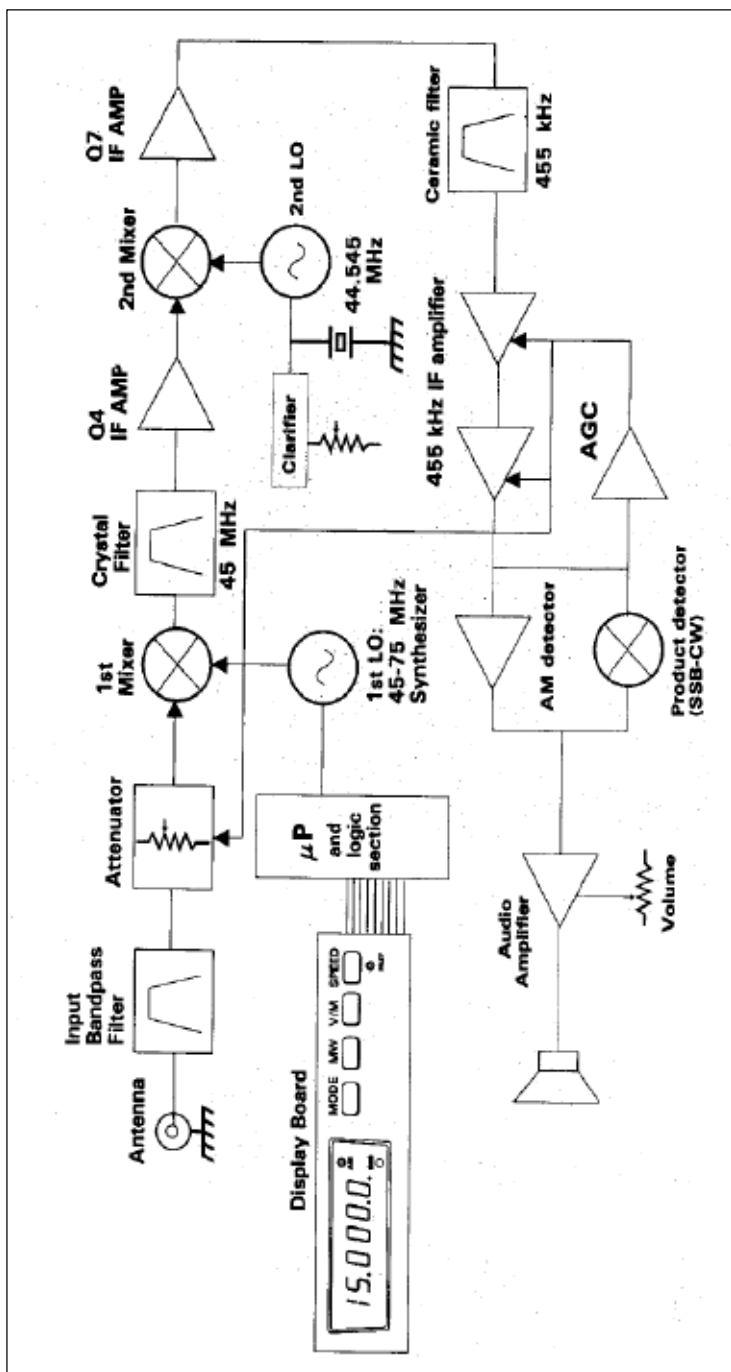 Antenna
Input
Bandpass
Filter
Attenuator
1st
Mixer
Crystal
Filter
45 MHz
Q4
IF AMP
2nd Mixer
Q7
IF AMP
2nd LO
44.545
MHz
Clarifier
1st LO:
45-75 MHz
Synthesizer
μP
and
logic
section
Display Board
15.000.0.
MODE
MW
V/M
SPEED
Ceramic filter
455 kHz
455 kHz IF amplifier
AGC
AM detector
Product detector
(SSB-CW)
Audio
Amplifier
Volume